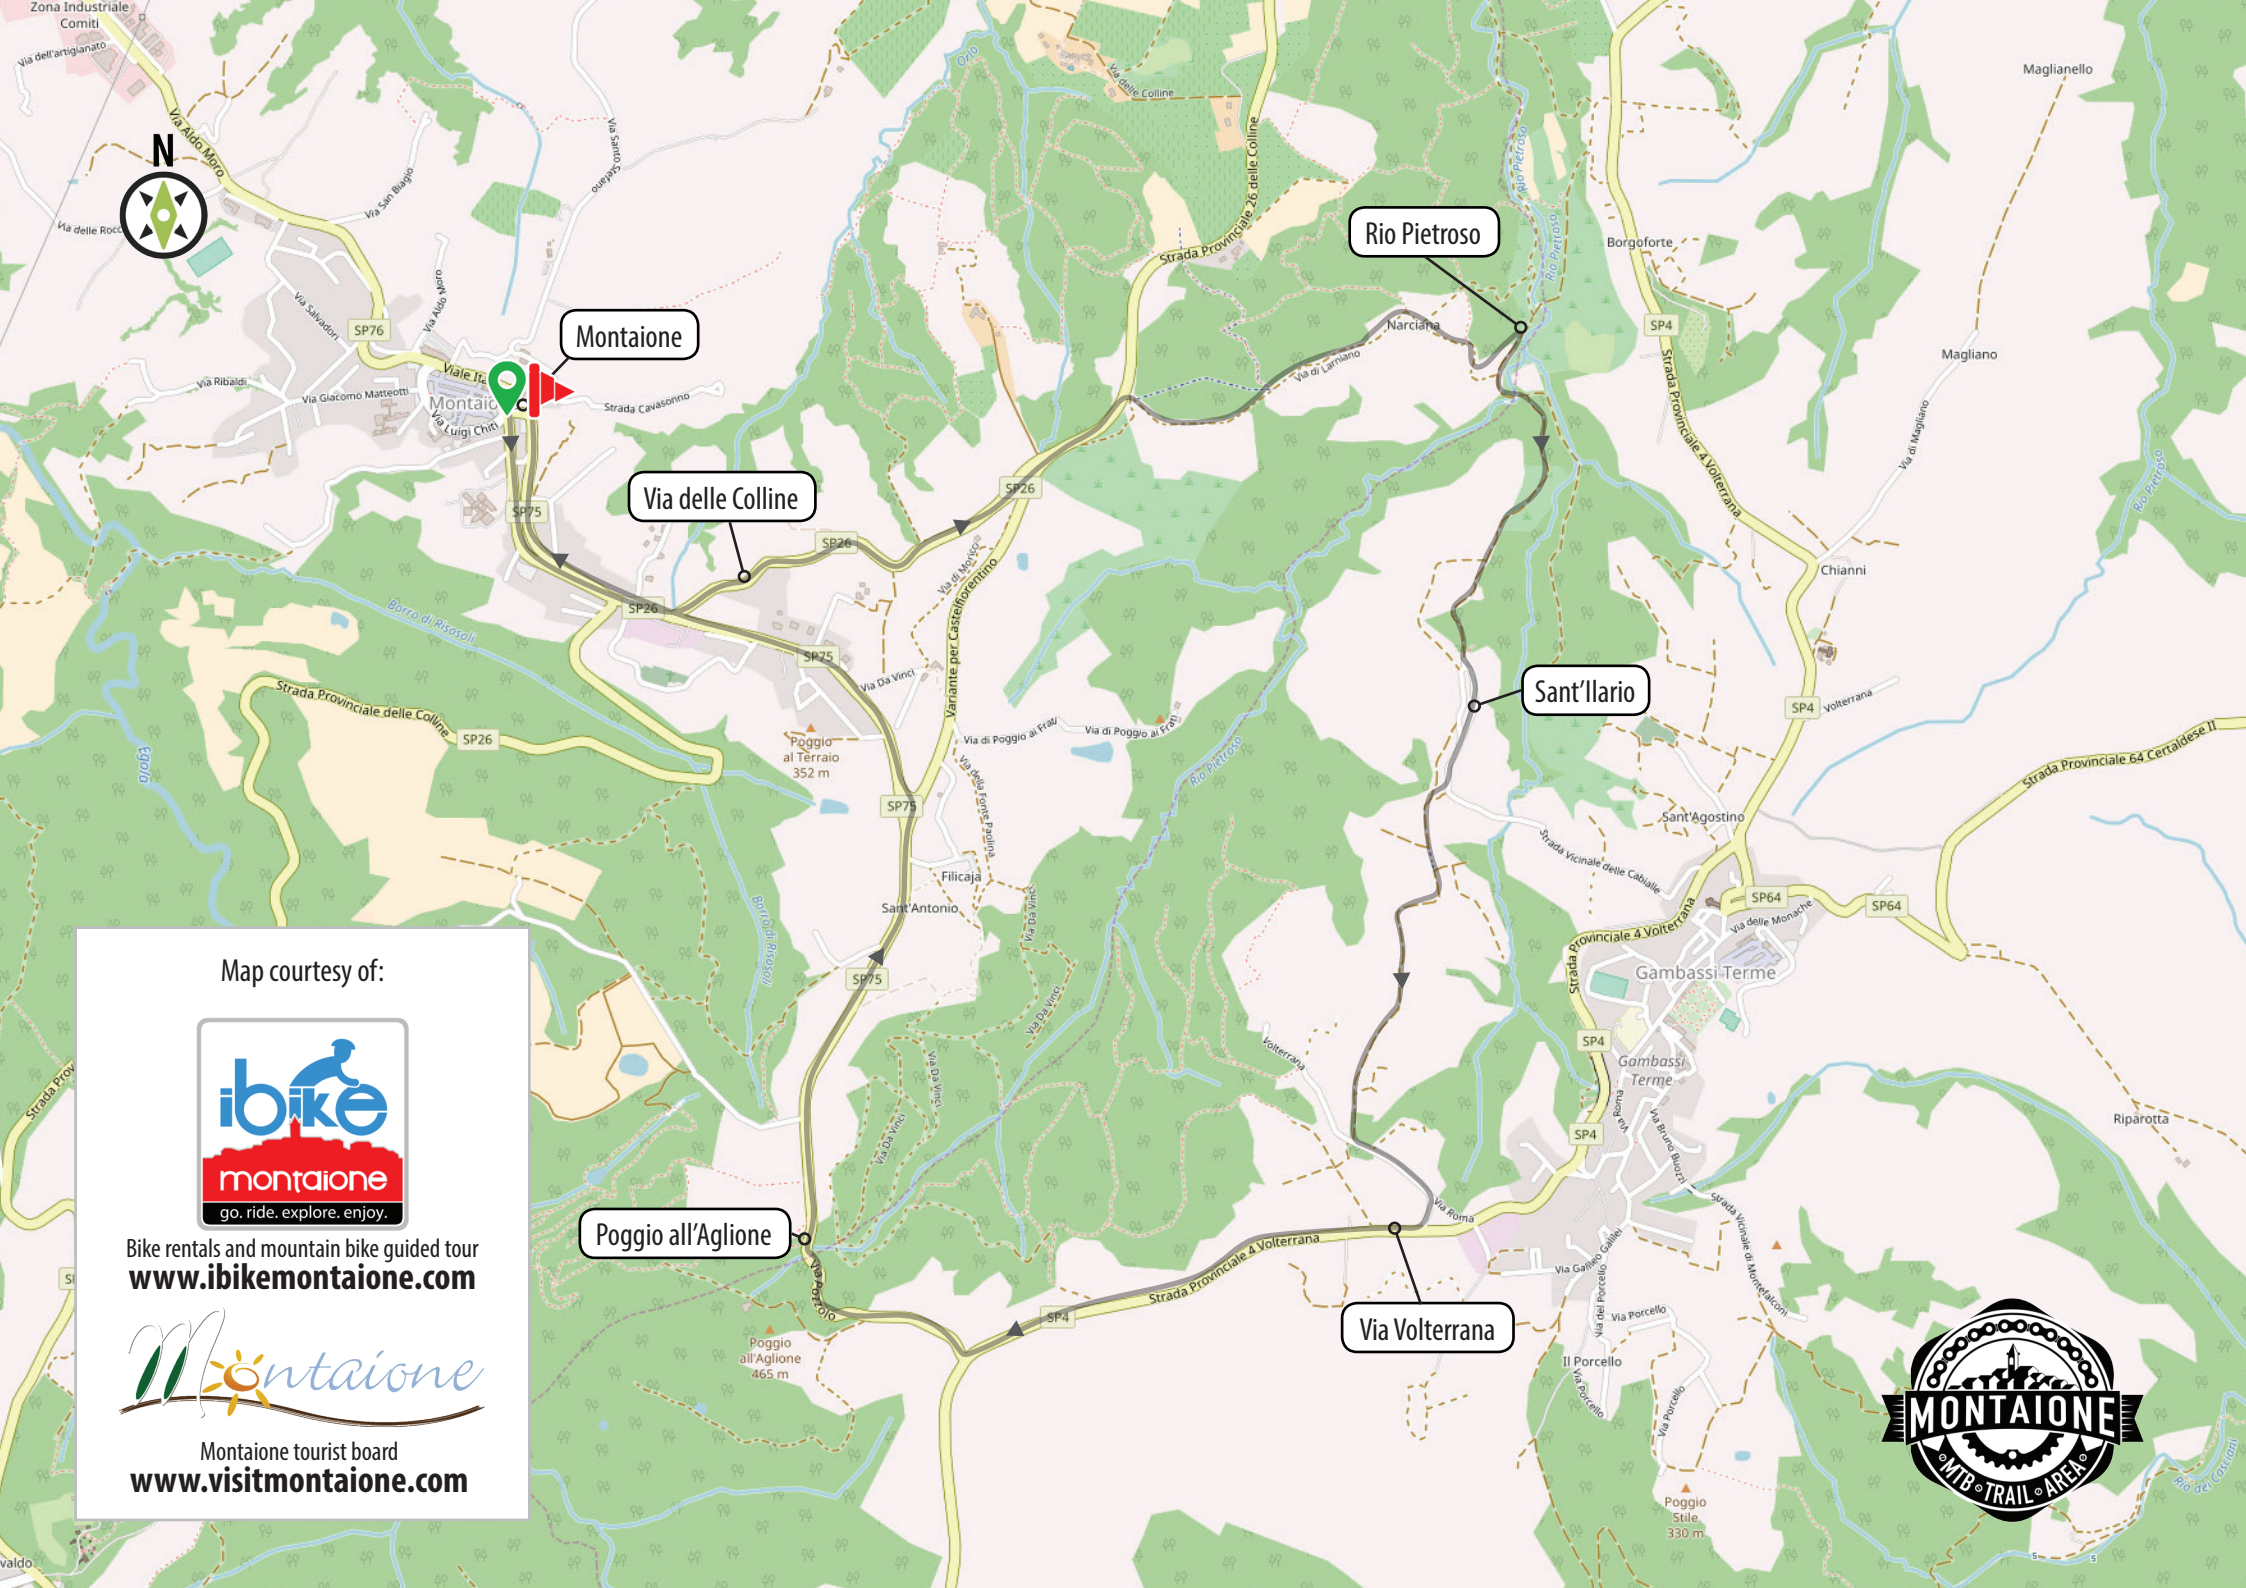 Zona Industriale
Comiti
Via dell'artigianato
Via Aldo Moro
N
Via delle Rocc
Via San Biagio
Via Santo Stefano
Orlo
Via delle Colline
Strada Provinciale 26 delle Colline
Rio Pietroso
Rio Pietroso
Rio Pietroso
Borgoforte
Maglianello
Via Salvadori
Via Aldo Moro
SP76
Montaione
Viale Ita
Via Ribaldi
Via Giacomo Matteotti
Montaio
Via Luigi Chiti
Strada Cavasonno
Narciana
Via di Larniano
SP4
Magliano
Strada Provinciale 4 Volterrana
Via di Magliano
Rio Pietroso
SP75
Via delle Colline
SP26
SP26
Via di Morico
Variante per Castelfiorentino
Chianni
Borro di Risosoli
SP26
SP75
Via Da Vinci
Sant'Ilario
SP4
Volterrana
Strada Provinciale delle Colline
SP26
Egola
Poggio
al Terraio
352 m
Via di Poggio ai Frati
Via di Poggio ai Frati
Rio Pietroso
Strada Provinciale 64 Certaldese II
SP75
Via della Fonte Paolina
Sant'Agostino
Strada Vicinale delle Cabialle
Filicaja
Sant'Antonio
Via Da Vinci
Borro di Risosoli
SP64
SP64
Via delle Monache
Strada Provinciale 4 Volterrana
Gambassi Terme
SP75
Via Da Vinci
Via Da Vinci
Via Da Vinci
Volterrana
SP4
Gambassi
Terme
Via Roma
Via Bruno Buozzi
SP4
Riparotta
Strada Prov
Map courtesy of:
ibike
montaione
go. ride. explore. enjoy.
Bike rentals and mountain bike guided tour
www.ibikemontaione.com
Montaione
Montaione tourist board
www.visitmontaione.com
Poggio all'Aglione
Via Pozzolo
Poggio
all'Aglione
465 m
SP4
Strada Provinciale 4 Volterrana
Via Roma
Via Volterrana
Via Galileo Galilei
Via del Porcello
Via Porcello
Strada Vicinale di Montefalconi
Il Porcello
Via Porcello
Via Porcello
Poggio
Stile
330 m
MONTAIONE
MTB TRAIL AREA
Rio dei Casciani
S
S
valdo